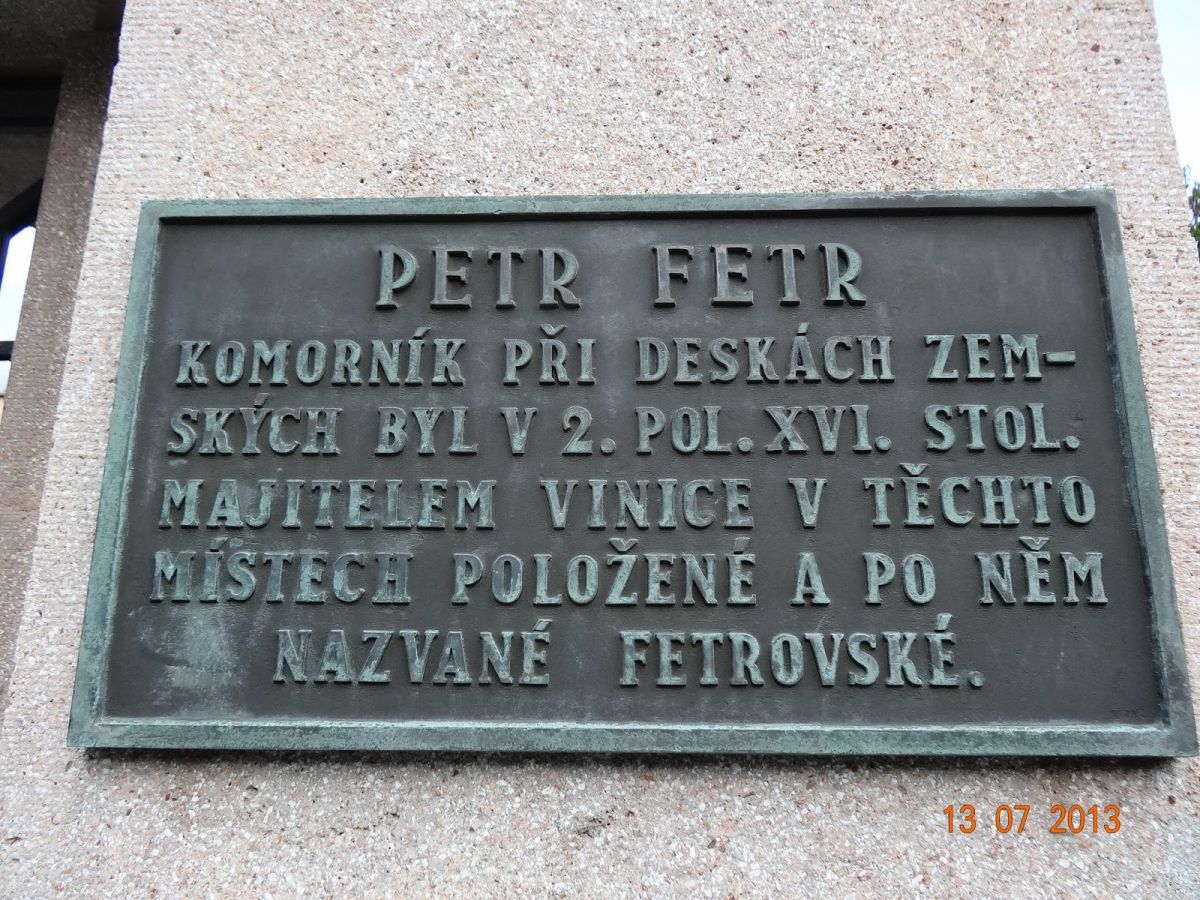 PETR FETR
KOMORNÍK PŘI DESKÁCH ZEM-
SKÝCH BYL V 2. POL. XVI. STOL.
MAJITELEM VINICE V TĚCHTO
MÍSTECH POLOŽENÉ A PO NĚM
NAZVANÉ FETROVSKÉ.
13 07 2013